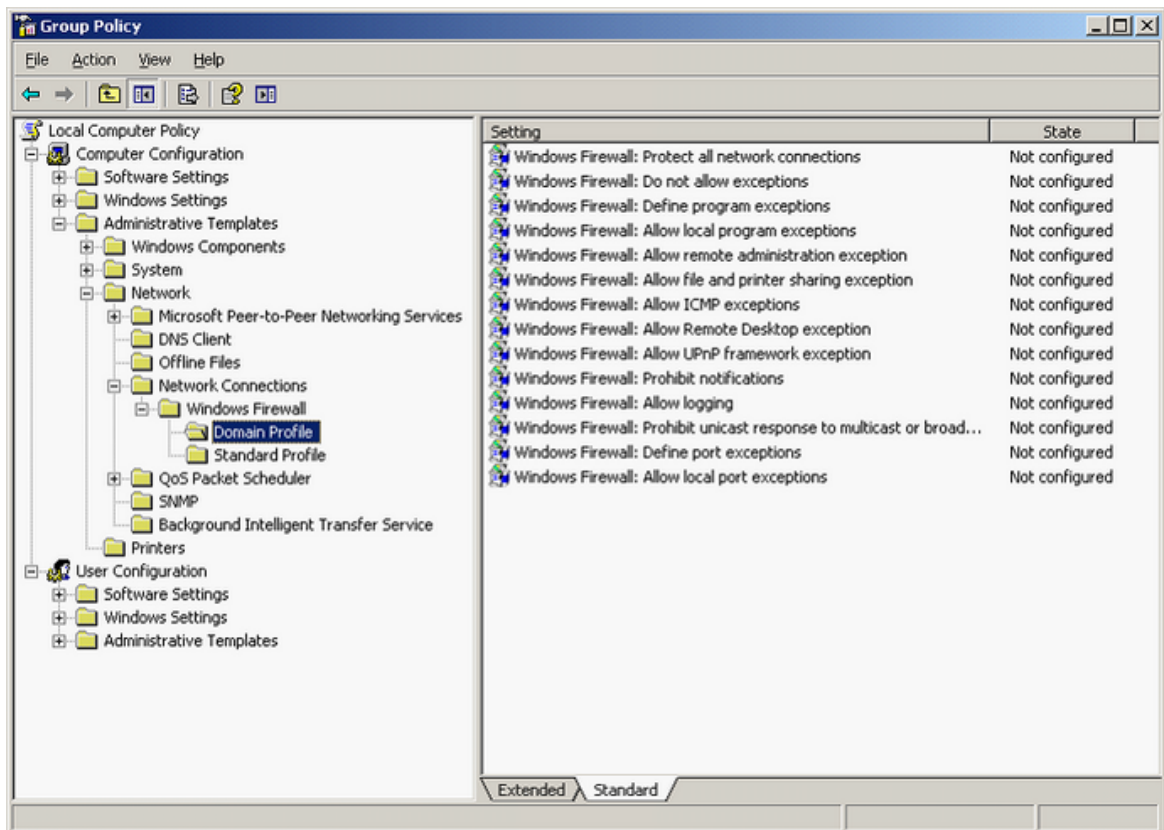 Group Policy
File Action View Help
Local Computer Policy
Computer Configuration
Software Settings
Windows Settings
Administrative Templates
Windows Components
System
Network
Microsoft Peer-to-Peer Networking Services
DNS Client
Offline Files
Network Connections
Windows Firewall
Domain Profile
Standard Profile
QoS Packet Scheduler
SNMP
Background Intelligent Transfer Service
Printers
User Configuration
Software Settings
Windows Settings
Administrative Templates
Setting State
Windows Firewall: Protect all network connections Not configured
Windows Firewall: Do not allow exceptions Not configured
Windows Firewall: Define program exceptions Not configured
Windows Firewall: Allow local program exceptions Not configured
Windows Firewall: Allow remote administration exception Not configured
Windows Firewall: Allow file and printer sharing exception Not configured
Windows Firewall: Allow ICMP exceptions Not configured
Windows Firewall: Allow Remote Desktop exception Not configured
Windows Firewall: Allow UPnP framework exception Not configured
Windows Firewall: Prohibit notifications Not configured
Windows Firewall: Allow logging Not configured
Windows Firewall: Prohibit unicast response to multicast or broad... Not configured
Windows Firewall: Define port exceptions Not configured
Windows Firewall: Allow local port exceptions Not configured
Extended Standard